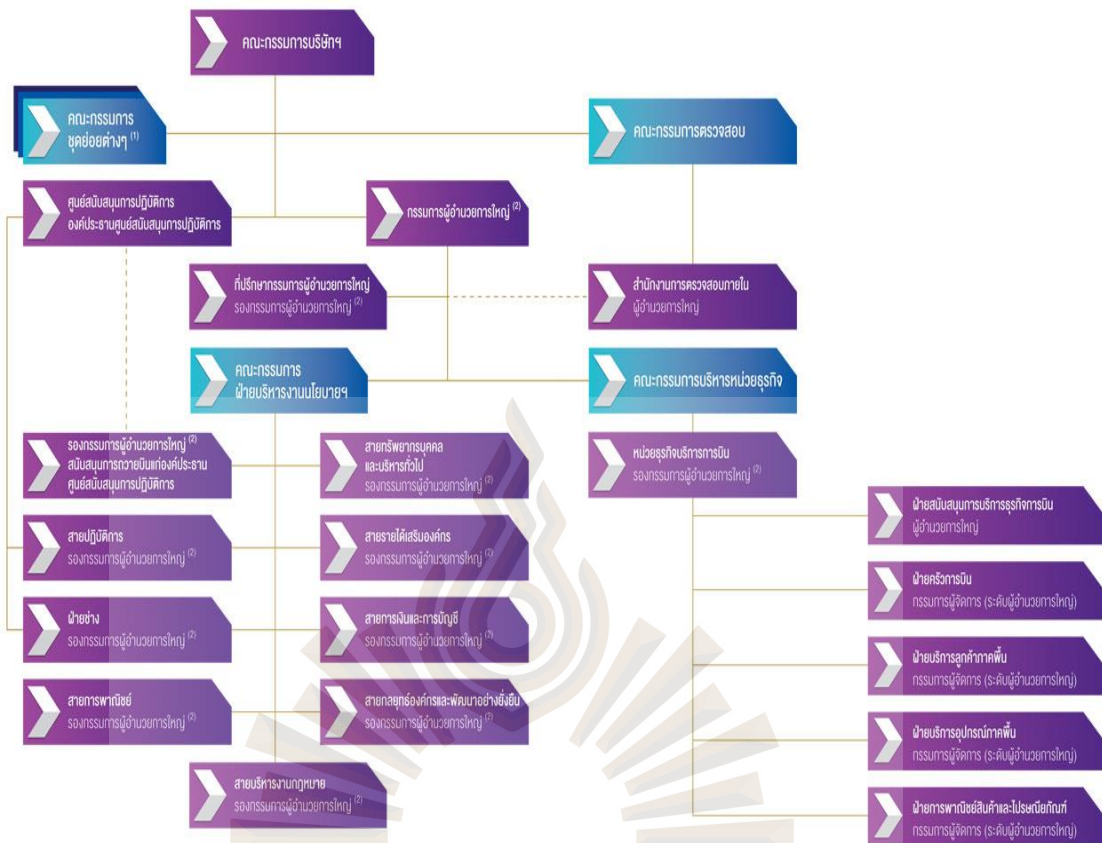 คณะกรรมการบริษัทฯ
คณะกรรมการ
ชุดย่อยต่างๆ (1)
คณะกรรมการตรวจสอบ
ศูนย์สนับสนุนการปฏิบัติการ
องค์ประธานศูนย์สนับสนุนการปฏิบัติการ
กรรมการผู้อำนวยการใหญ่ (2)
ที่ปรึกษากรรมการผู้อำนวยการใหญ่
รองกรรมการผู้อำนวยการใหญ่ (2)
สำนักงานการตรวจสอบภายใน
ผู้อำนวยการใหญ่
คณะกรรมการ
ฝ่ายบริหารงานนโยบายฯ
คณะกรรมการบริหารหน่วยธุรกิจ
รองกรรมการผู้อำนวยการใหญ่ (2)
สนับสนุนการถวายบินแก่องค์ประธาน
ศูนย์สนับสนุนการปฏิบัติการ
สายทรัพยากรบุคคล
และบริหารทั่วไป
รองกรรมการผู้อำนวยการใหญ่ (2)
หน่วยธุรกิจบริการการบิน
รองกรรมการผู้อำนวยการใหญ่ (2)
สายปฏิบัติการ
รองกรรมการผู้อำนวยการใหญ่ (2)
สายรายได้เสริมองค์กร
รองกรรมการผู้อำนวยการใหญ่ (2)
ฝ่ายสนับสนุนการบริการธุรกิจการบิน
ผู้อำนวยการใหญ่
ฝ่ายครัวการบิน
กรรมการผู้จัดการ (ระดับผู้อำนวยการใหญ่)
ฝ่ายช่าง
รองกรรมการผู้อำนวยการใหญ่ (2)
สายการเงินและการบัญชี
รองกรรมการผู้อำนวยการใหญ่ (2)
ฝ่ายบริการลูกค้าภาคพื้น
กรรมการผู้จัดการ (ระดับผู้อำนวยการใหญ่)
สายการพาณิชย์
รองกรรมการผู้อำนวยการใหญ่ (2)
สายกลยุทธ์องค์กรและพัฒนาอย่างยั่งยืน
รองกรรมการผู้อำนวยการใหญ่ (2)
ฝ่ายบริการอุปกรณ์ภาคพื้น
กรรมการผู้จัดการ (ระดับผู้อำนวยการใหญ่)
สายบริหารงานกฎหมาย
รองกรรมการผู้อำนวยการใหญ่ (2)
ฝ่ายการพาณิชย์สินค้าและไปรษณียภัณฑ์
กรรมการผู้จัดการ (ระดับผู้อำนวยการใหญ่)